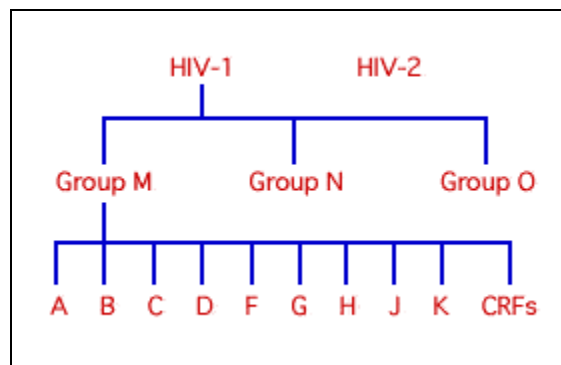 HIV-1 HIV-2
Group M Group N Group O
A B C D F G H J K CRFs